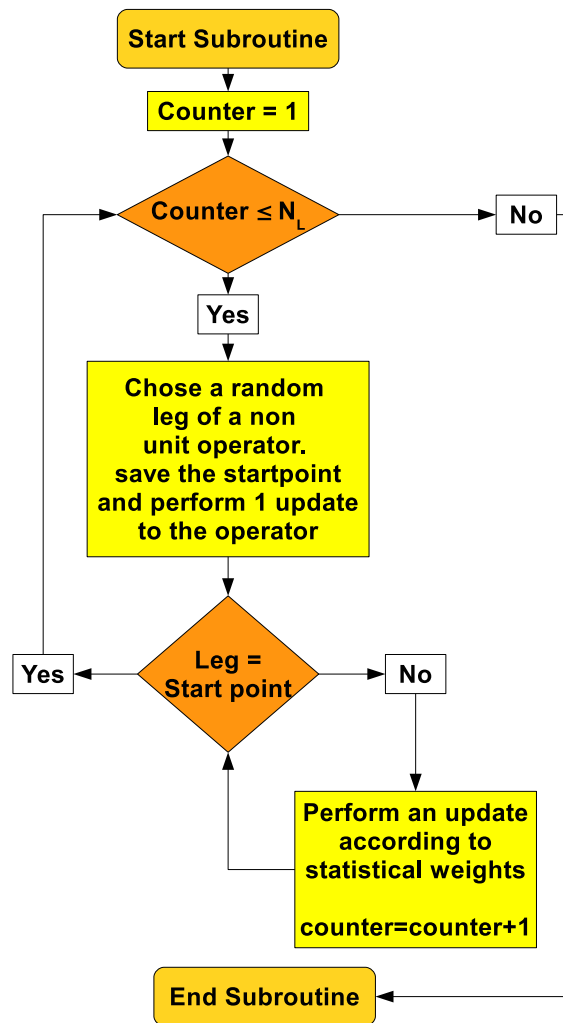 Start Subroutine
Counter = 1
Counter ≤ N_L
No
Yes
Chose a random
leg of a non
unit operator.
save the startpoint
and perform 1 update
to the operator
Leg =
Start point
Yes
No
Perform an update
according to
statistical weights
counter=counter+1
End Subroutine